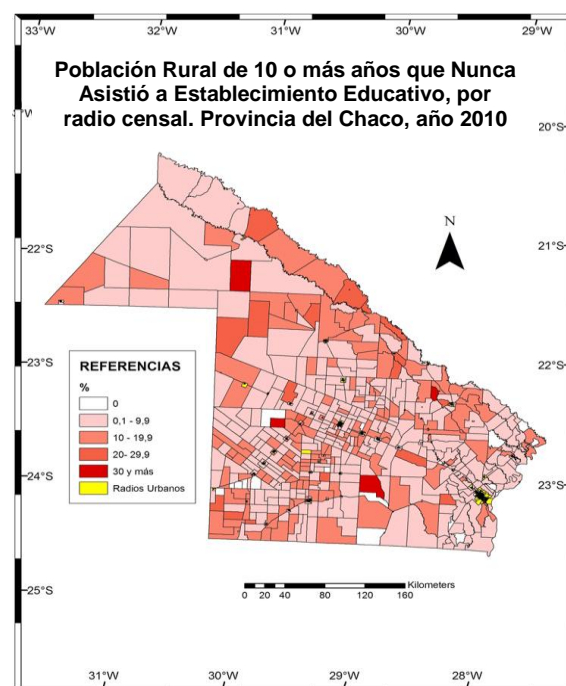 33°W 32°W 31°W 30°W 29°W
Población Rural de 10 o más años que Nunca
Asistió a Establecimiento Educativo, por
radio censal. Provincia del Chaco, año 2010
°W
20°S
N
22°S
21°S
23°S
22°S
REFERENCIAS
%
0
0,1 - 9,9
10 - 19,9
20- 29,9
30 y más
Radios Urbanos
24°S
23°S
25°S
Kilometers
0 20 40 80 120 160
31°W 30°W 29°W 28°W